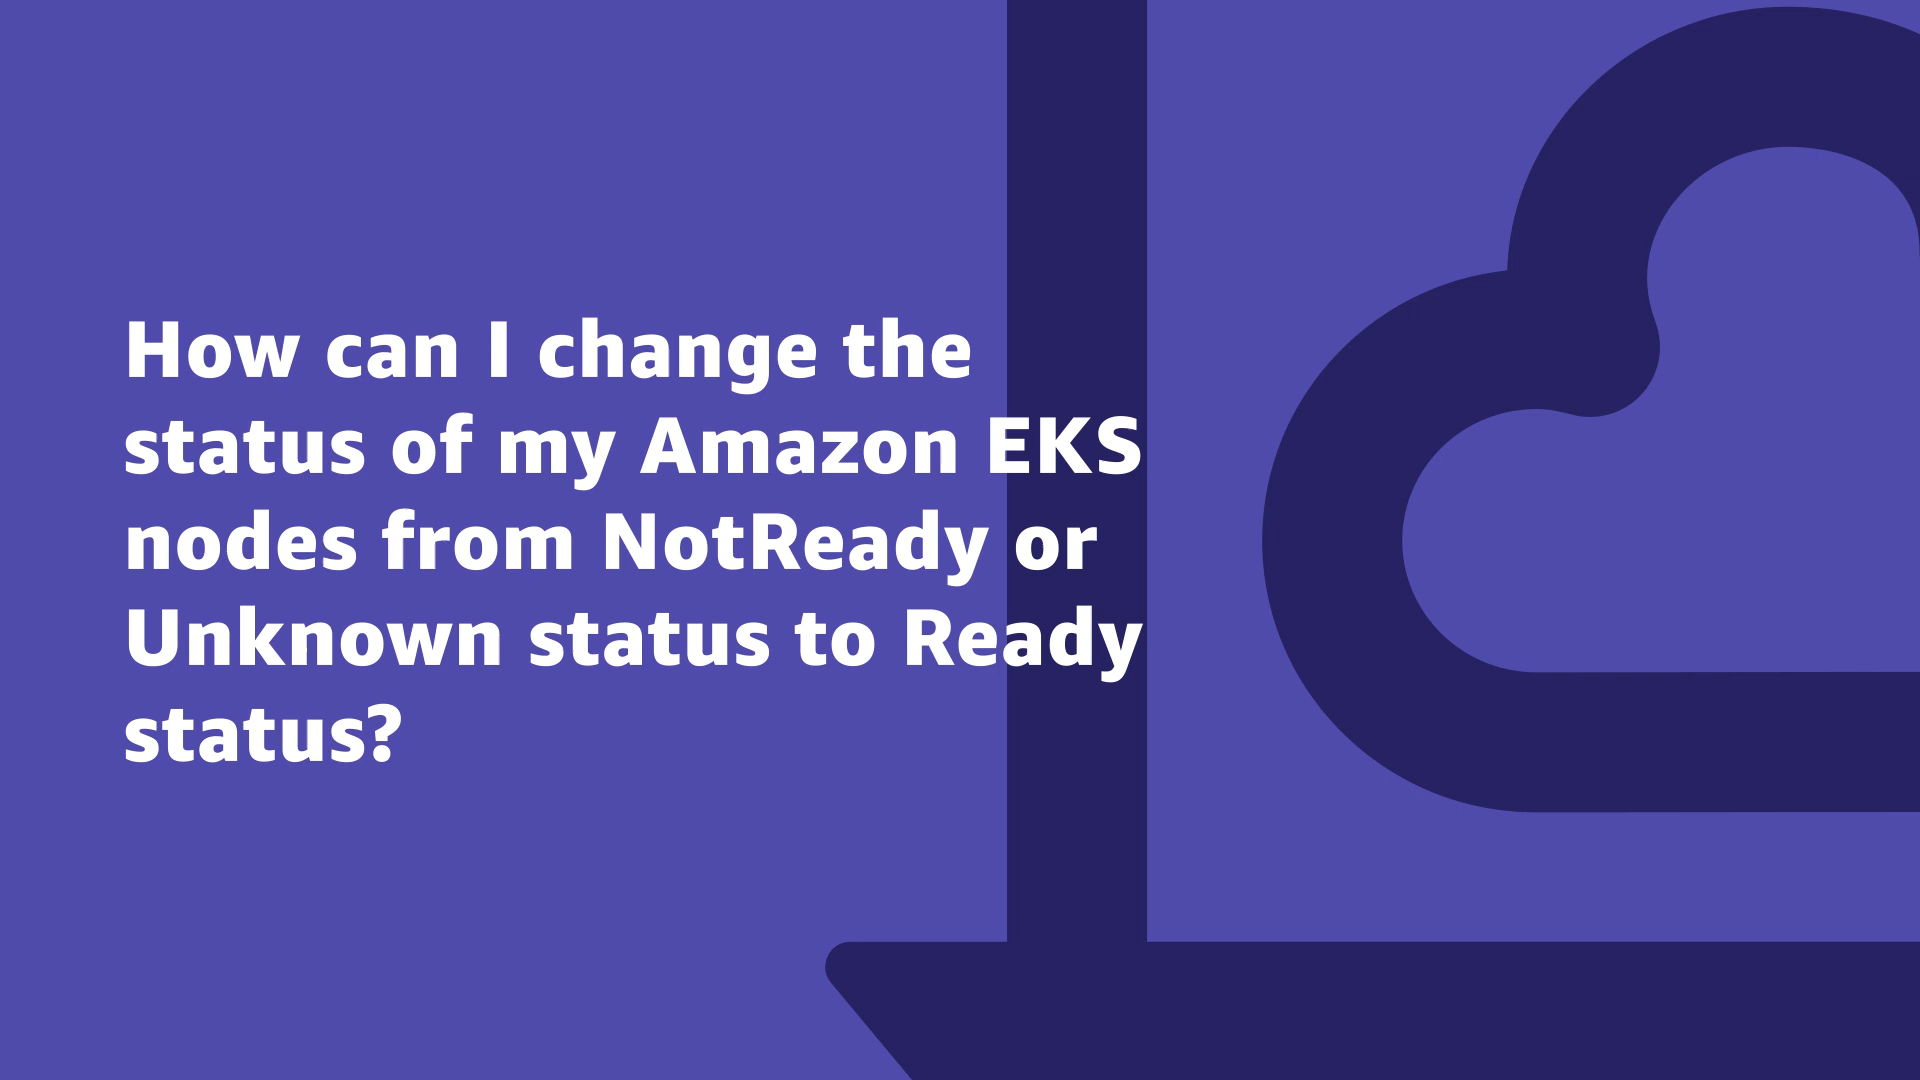 How can I change the
status of my Amazon EKS
nodes from NotReady or
Unknown status to Ready
status?